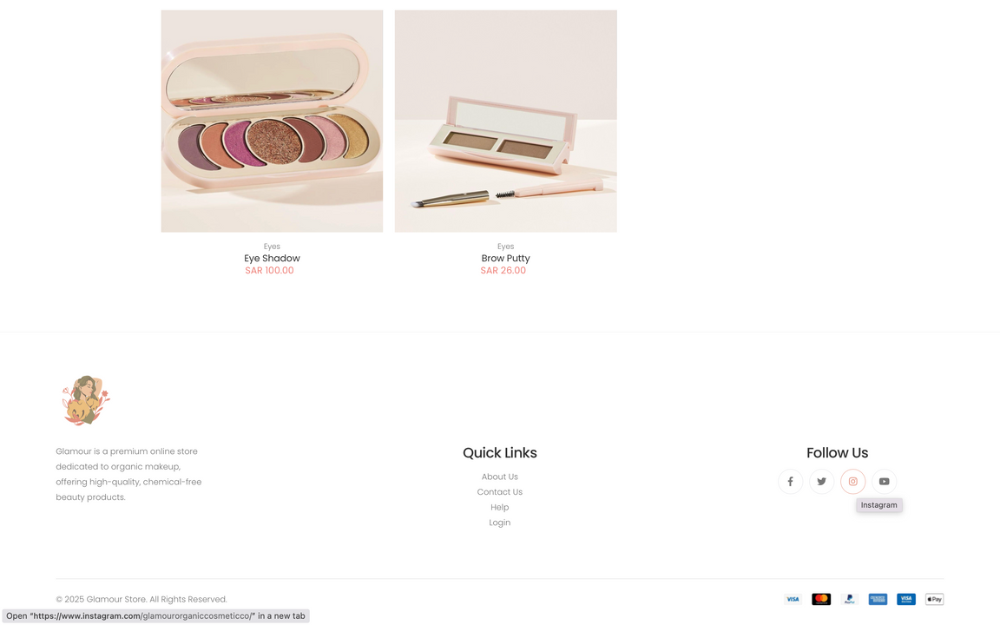 Eyes
Eye Shadow
SAR 100.00
Eyes
Brow Putty
SAR 26.00
Glamour is a premium online store
dedicated to organic makeup,
offering high-quality, chemical-free
beauty products.
Quick Links
About Us
Contact Us
Help
Login
Follow Us
Instagram
© 2025 Glamour Store. All Rights Reserved.
VISA
PayPal
VISA
Pay
Open “https://www.instagram.com/glamourorganiccosmeticco/” in a new tab